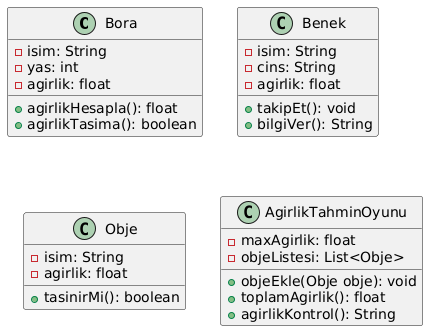 C Bora
isim: String
yas: int
agirlik: float
agirlikHesapla(): float
agirlikTasima(): boolean
C Benek
isim: String
cins: String
agirlik: float
takipEt(): void
bilgiVer(): String
C Obje
isim: String
agirlik: float
tasinirMi(): boolean
C AgirlikTahminOyunu
maxAgirlik: float
objeListesi: List<Obje>
objeEkle(Obje obje): void
toplamAgirlik(): float
agirlikKontrol(): String